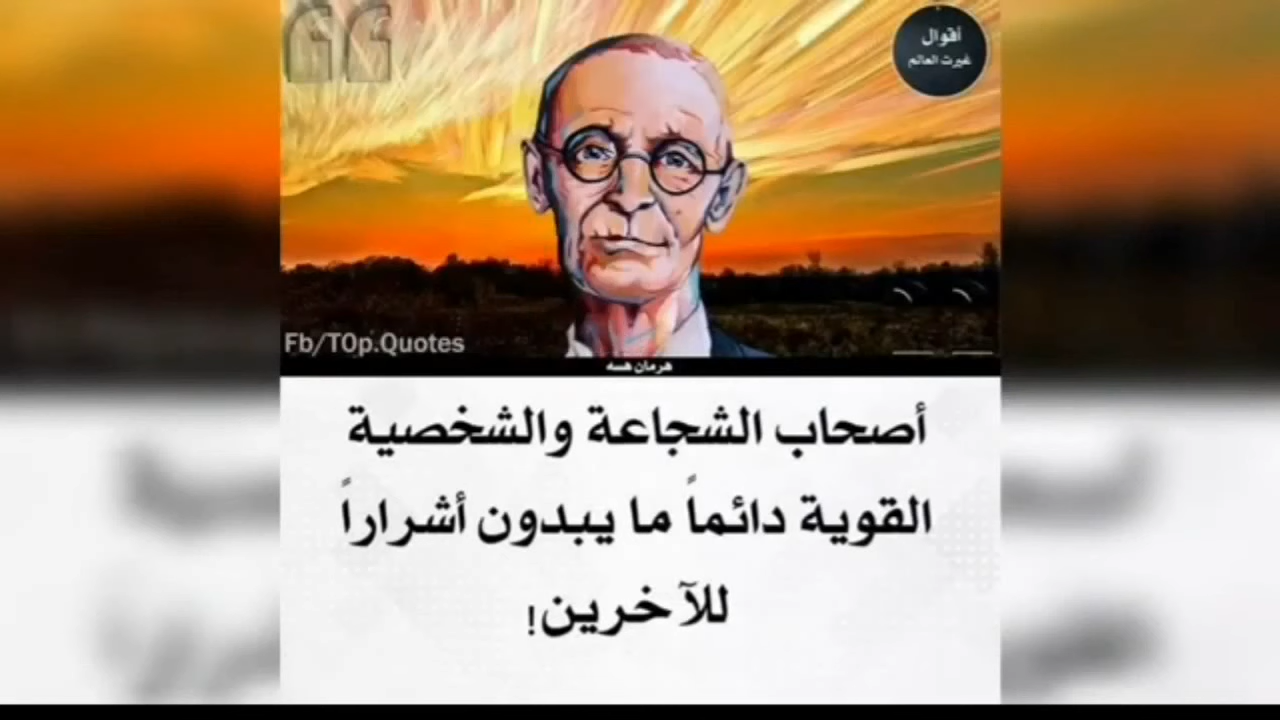 أقوال
غيرت العالم
Fb/T0p.Quotes
هرمان هسه
أصحاب الشجاعة والشخصية
القوية دائماً ما يبدون أشراراً
للآخرين!